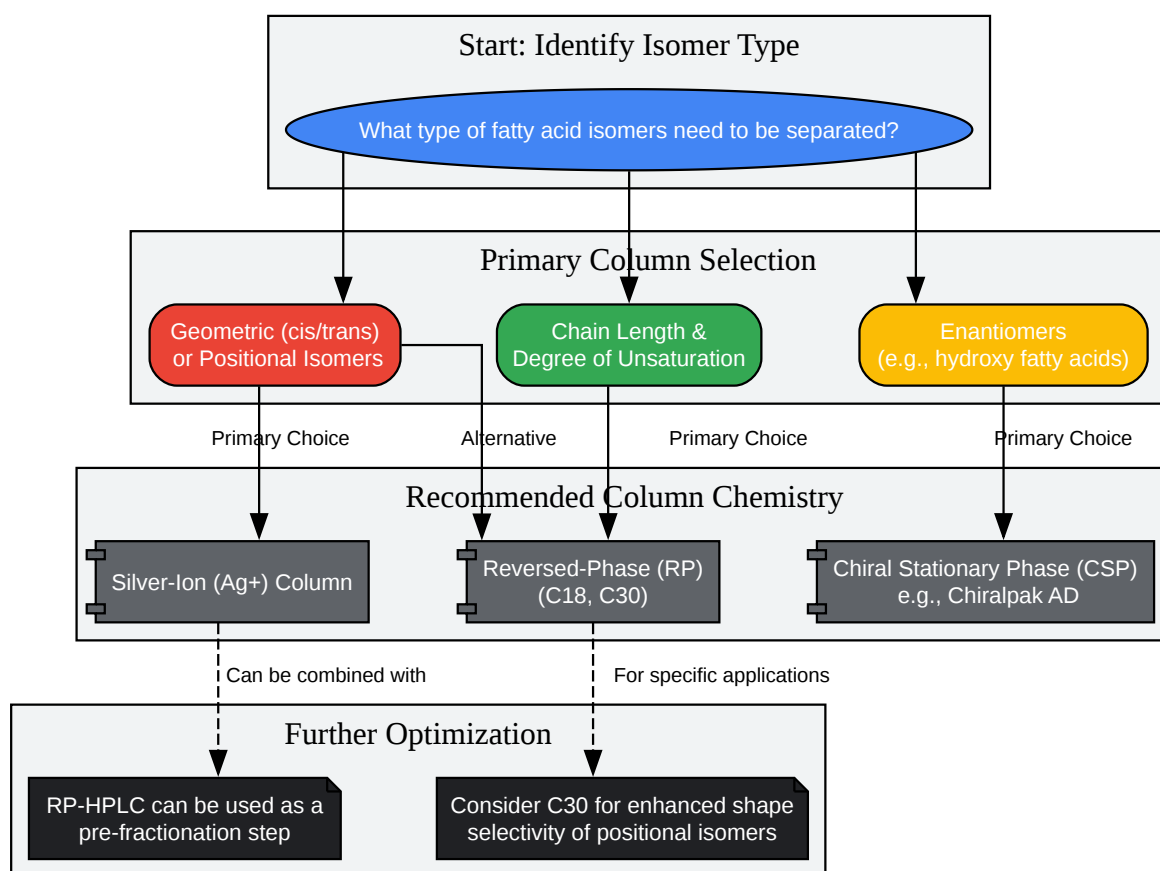 Start: Identify Isomer Type
What type of fatty acid isomers need to be separated?
Primary Column Selection
Geometric (cis/trans)
or Positional Isomers
Chain Length &
Degree of Unsaturation
Enantiomers
(e.g., hydroxy fatty acids)
Primary Choice
Alternative
Primary Choice
Primary Choice
Recommended Column Chemistry
Silver-Ion (Ag+) Column
Reversed-Phase (RP)
(C18, C30)
Chiral Stationary Phase (CSP)
e.g., Chiralpak AD
Can be combined with
For specific applications
Further Optimization
RP-HPLC can be used as a
pre-fractionation step
Consider C30 for enhanced shape
selectivity of positional isomers